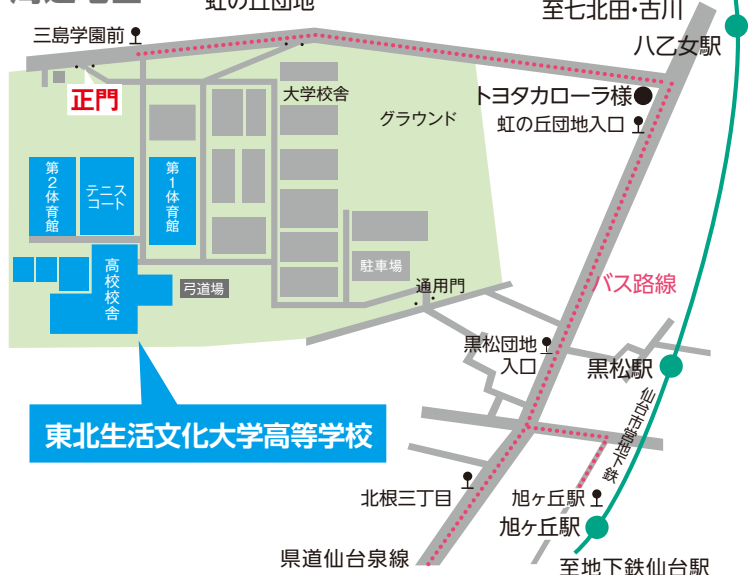 周辺地図
虹の丘団地
至七北田・古川
三島学園前
八乙女駅
正門
大学校舎
トヨタカローラ様
グラウンド
虹の丘団地入口
第2体育館
テニス
コート
第1体育館
高校校舎
駐車場
弓道場
通用門
バス路線
黒松団地
入口
黒松駅
仙台市営地下鉄
東北生活文化大学高等学校
北根三丁目
旭ヶ丘駅
旭ヶ丘駅
県道仙台泉線
至地下鉄仙台駅